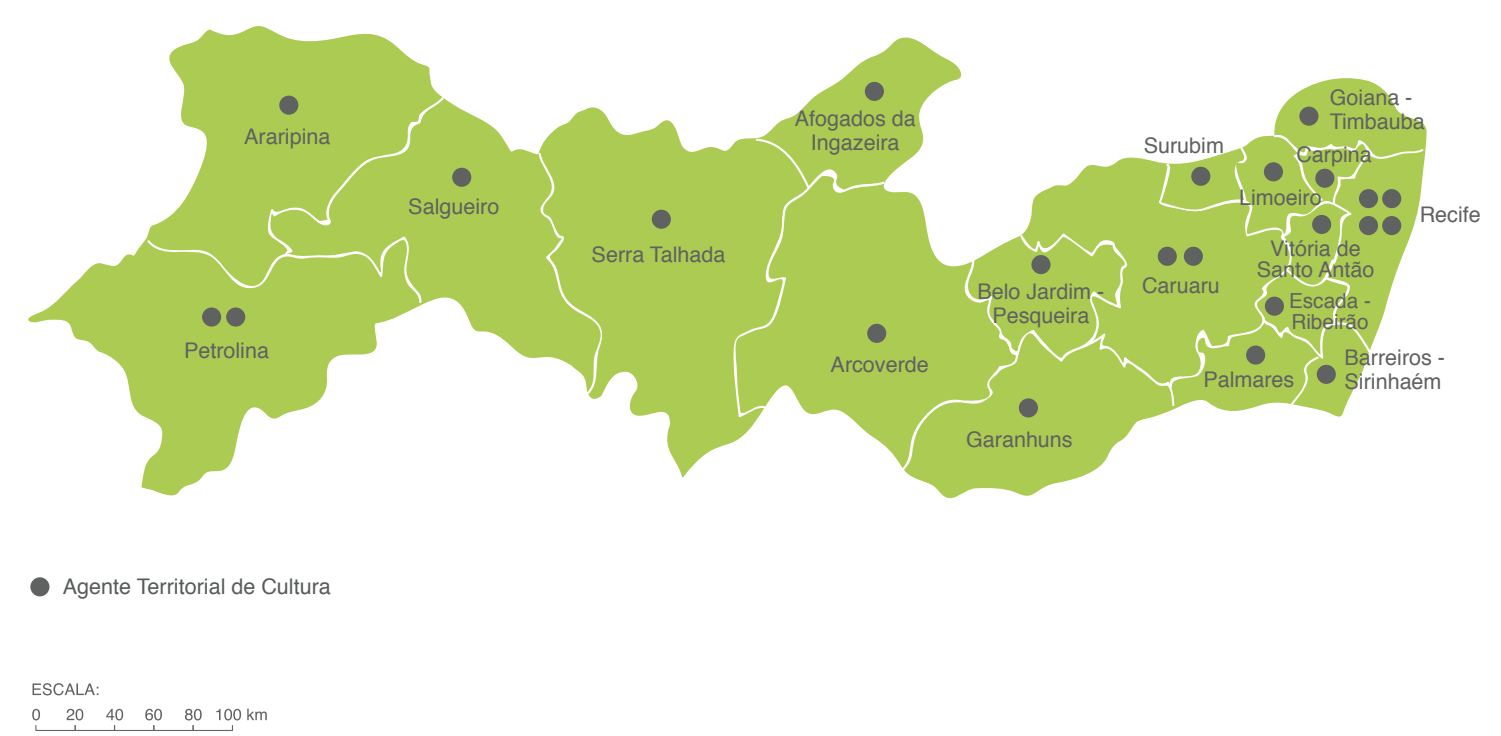 Araripina
Salgueiro
Petrolina
Serra Talhada
Afogados da
Ingazeira
Arcoverde
Belo Jardim -
Pesqueira
Garanhuns
Caruaru
Surubim
Limoeiro
Carpina
Goiana -
Timbauba
Recife
Vitória de
Santo Antão
Escada -
Ribeirão
Palmares
Barreiros -
Sirinhaém
Agente Territorial de Cultura
ESCALA:
0 20 40 60 80 100 km